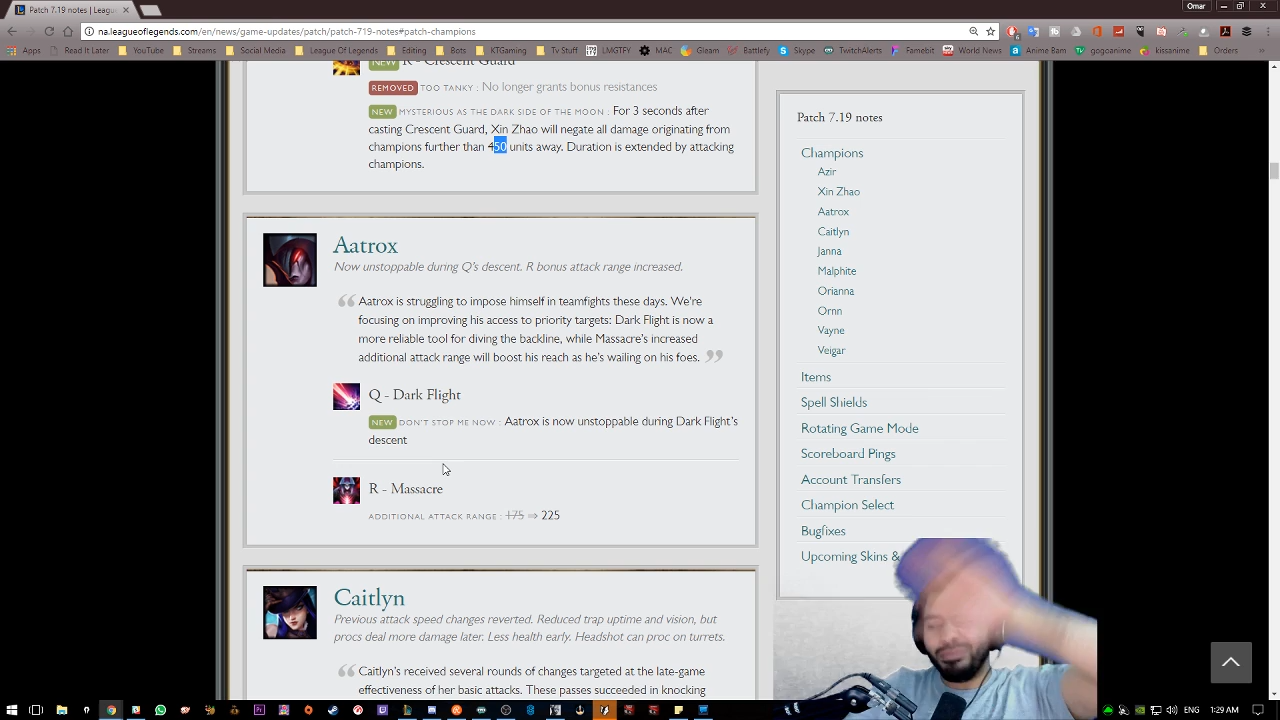 Patch 7.19 notes | Leagu
Omar
na.leagueoflegends.com/en/news/game-updates/patch/patch-719-notes#patch-champions
Apps Read It Later YouTube Streams Social Media League Of Legends Editing Bots KTGaming Tv Stuff LMGTFY MAC Gleam Battlefy Skype TwitchAlerts Famebit World News Anime Bam gogoanime kissanime Orders
R - Crescent Guard
REMOVED TOO TANKY : No longer grants bonus resistances
NEW MYSTERIOUS AS THE DARK SIDE OF THE MOON : For 3 seconds after
casting Crescent Guard, Xin Zhao will negate all damage originating from
champions further than 450 units away. Duration is extended by attacking
champions.
Aatrox
Now unstoppable during Q's descent. R bonus attack range increased.
Aatrox is struggling to impose himself in teamfights these days. We're
focusing on improving his access to priority targets: Dark Flight is now a
more reliable tool for diving the backline, while Massacre's increased
additional attack range will boost his reach as he's wailing on his foes.
Q - Dark Flight
NEW DON'T STOP ME NOW : Aatrox is now unstoppable during Dark Flight's
descent
R - Massacre
ADDITIONAL ATTACK RANGE : 175 ⇒ 225
Caitlyn
Previous attack speed changes reverted. Reduced trap uptime and vision, but
procs deal more damage later. Less health early. Headshot can proc on turrets.
Caitlyn's received several rounds of changes targeted at the late-game
effectiveness of her basic attacks. These passes succeeded in knocking
Patch 7.19 notes
Champions
Azir
Xin Zhao
Aatrox
Caitlyn
Janna
Malphite
Orianna
Ornn
Vayne
Veigar
Items
Spell Shields
Rotating Game Mode
Scoreboard Pings
Account Transfers
Champion Select
Bugfixes
Upcoming Skins &
ENG 1:29 AM